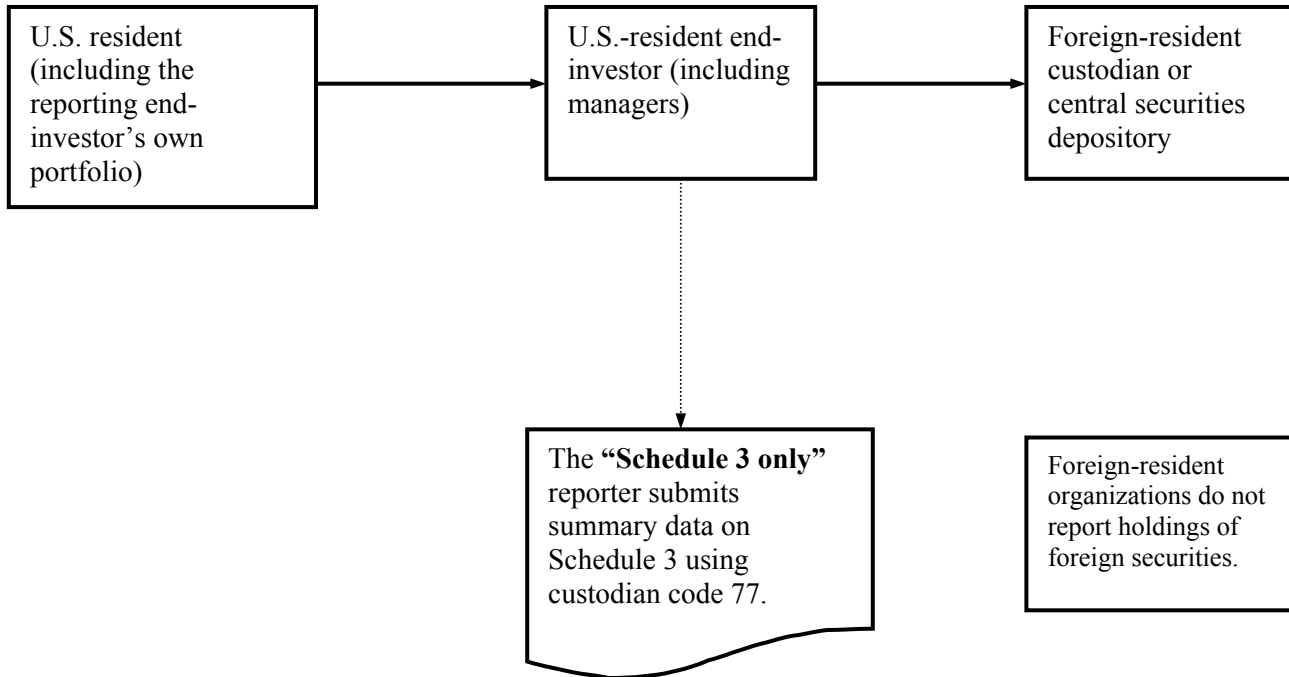 U.S. resident
(including the
reporting end-
investor’s own
portfolio)
U.S.-resident end-
investor (including
managers)
Foreign-resident
custodian or
central securities
depository
The “Schedule 3 only”
reporter submits
summary data on
Schedule 3 using
custodian code 77.
Foreign-resident
organizations do not
report holdings of
foreign securities.